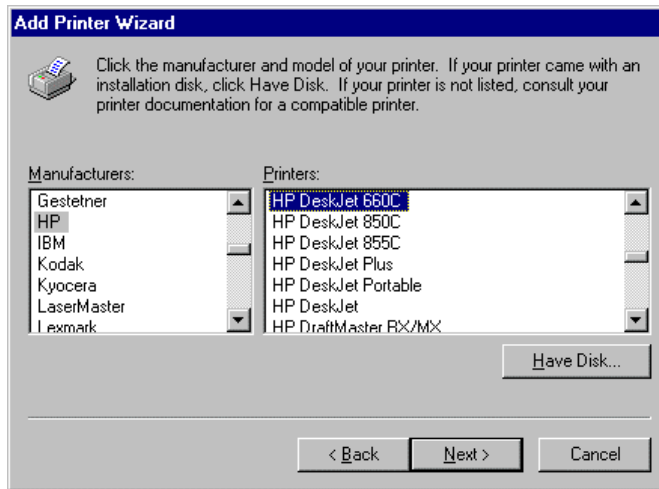 Add Printer Wizard
Click the manufacturer and model of your printer. If your printer came with an
installation disk, click Have Disk. If your printer is not listed, consult your
printer documentation for a compatible printer.
Manufacturers:
Gestetner
HP
IBM
Kodak
Kyocera
LaserMaster
Lexmark
Printers:
HP DeskJet 660C
HP DeskJet 850C
HP DeskJet 855C
HP DeskJet Plus
HP DeskJet Portable
HP DeskJet
HP DraftMaster RX/MX
Have Disk...
< Back
Next >
Cancel